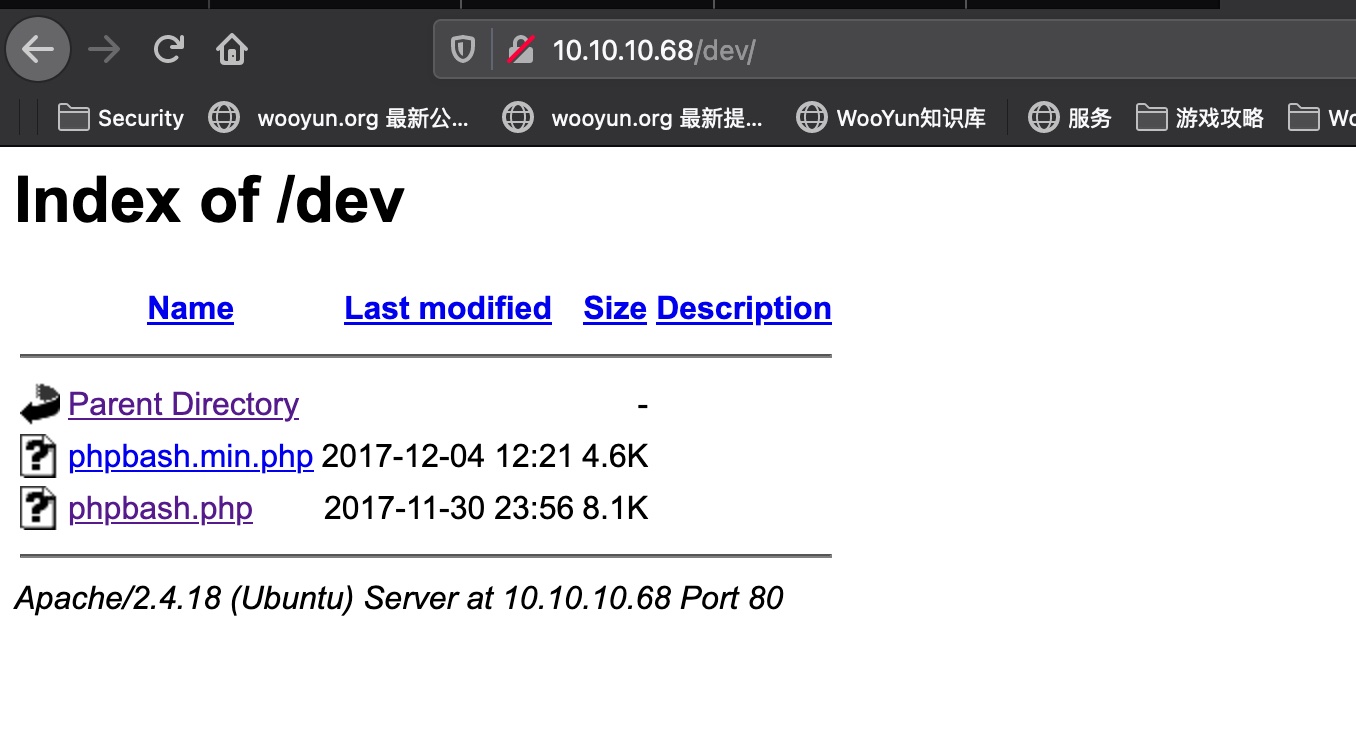 10.10.10.68/dev/
Security wooyun.org 最新公... wooyun.org 最新提... WooYun知识库 服务 游戏攻略 Wo
Index of /dev
Name Last modified Size Description
Parent Directory -
phpbash.min.php 2017-12-04 12:21 4.6K
phpbash.php 2017-11-30 23:56 8.1K
Apache/2.4.18 (Ubuntu) Server at 10.10.10.68 Port 80